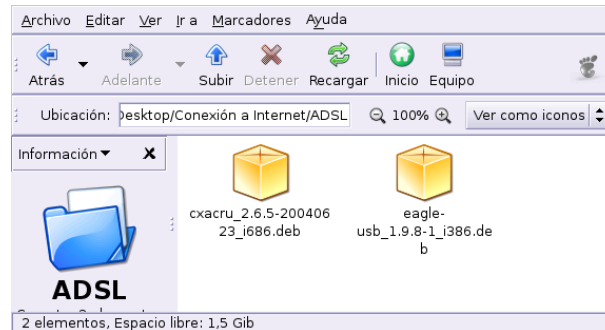 Archivo Editar Ver Ir a Marcadores Ayuda
Atrás Adelante Subir Detener Recargar Inicio Equipo
Ubicación: Desktop/Conexión a Internet/ADSL 100% Ver como iconos
Información
cxacru_2.6.5-200406
23_i686.deb
eagle-
usb_1.9.8-1_i386.de
b
ADSL
2 elementos, Espacio libre: 1,5 Gib